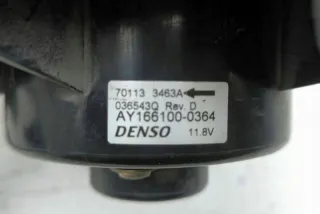 70113 3463A
036543Q Rev. D
AY166100-0364
DENSO 11.8V